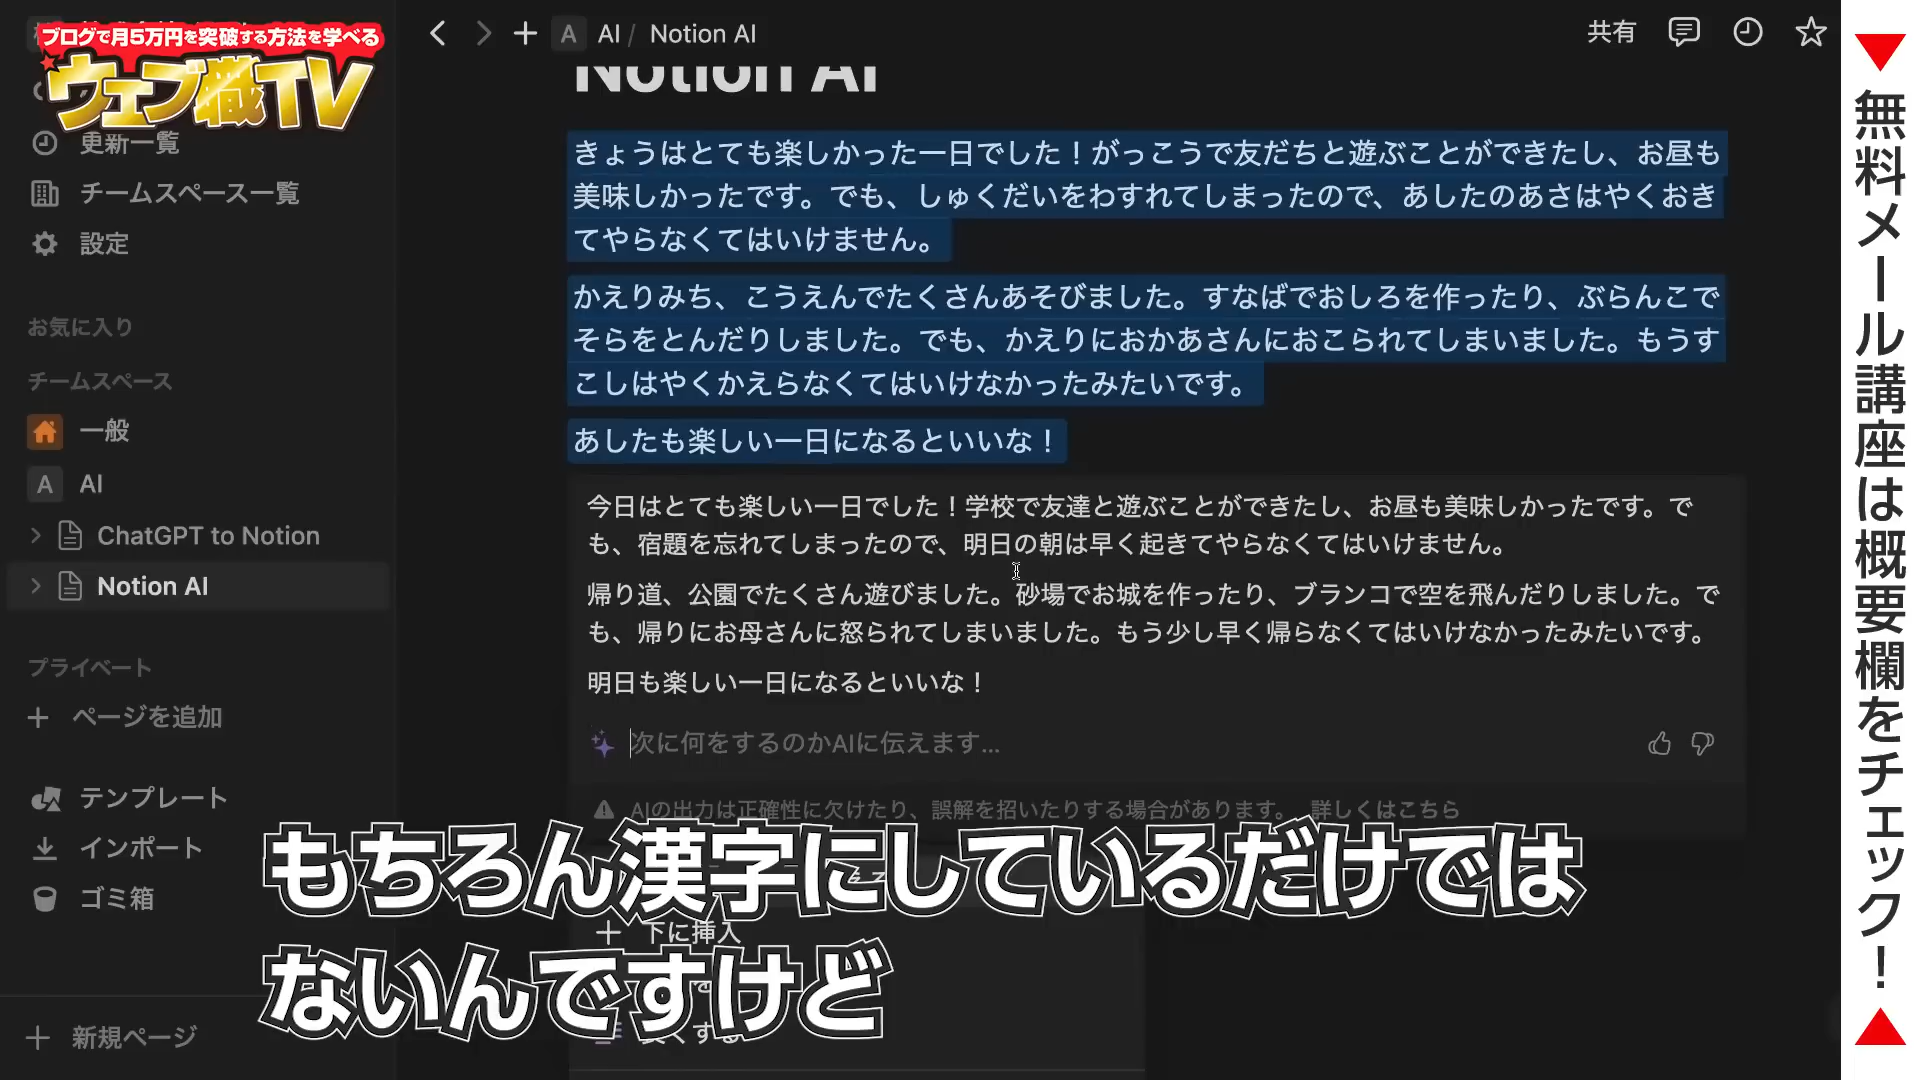 ブログで月5万円を突破する方法を学べる
ウェブ職TV
更新一覧
チームスペース一覧
設定
お気に入り
チームスペース
一般
A AI
ChatGPT to Notion
Notion AI
プライベート
ページを追加
テンプレート
インポート
ゴミ箱
新規ページ
A AI / Notion AI
共有
Notion AI
きょうはとても楽しかった一日でした！がっこうで友だちと遊ぶことができたし、お昼も
美味しかったです。でも、しゅくだいをわすれてしまったので、あしたのあさはやくおき
てやらなくてはいけません。
かえりみち、こうえんでたくさんあそびました。すなばでおしろを作ったり、ぶらんこで
そらをとんだりしました。でも、かえりにおかあさんにおこられてしまいました。もうす
こしはやくかえらなくてはいけなかったみたいです。
あしたも楽しい一日になるといいな！
今日はとても楽しい一日でした！学校で友達と遊ぶことができたし、お昼も美味しかったです。で
も、宿題を忘れてしまったので、明日の朝は早く起きてやらなくてはいけません。
帰り道、公園でたくさん遊びました。砂場でお城を作ったり、ブランコで空を飛んだりしました。で
も、帰りにお母さんに怒られてしまいました。もう少し早く帰らなくてはいけなかったみたいです。
明日も楽しい一日になるといいな！
次に何をするのかAIに伝えます...
AIの出力は正確性に欠けたり、誤解を招いたりする場合があります。 詳しくはこちら
もちろん漢字にしているだけでは
下に挿入
ないんですけど
無料メール講座は概要欄をチェック！